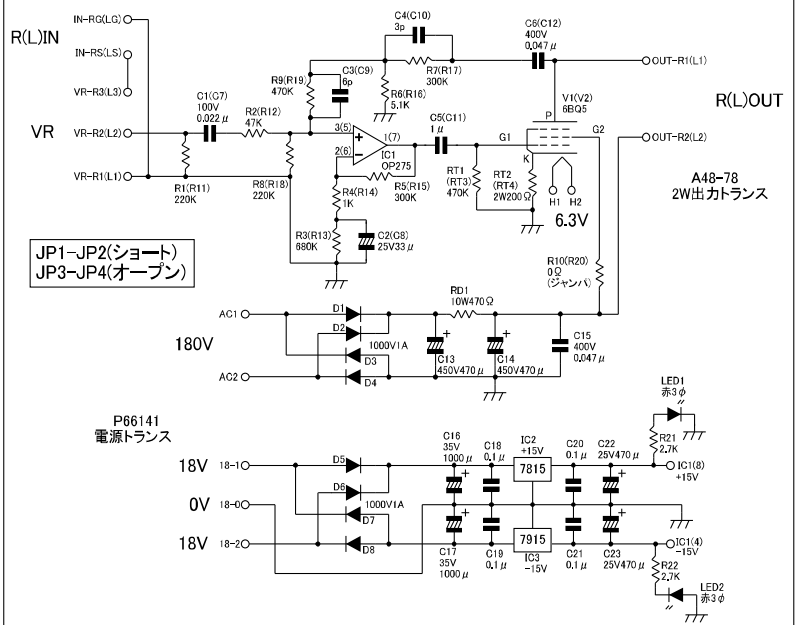 IN-RG(LG)
R(L)IN
IN-RS(LS)
VR-R3(L3)
VR
VR-R2(L2)
VR-R1(L1)
C1(C7)
100V
0.022μ
R2(R12)
47K
R1(R11)
220K
R8(R18)
220K
R9(R19)
470K
C3(C9)
6p
C4(C10)
3p
R7(R17)
300K
R6(R16)
5.1K
3(5)
2(6)
1(7)
IC1
OP275
R5(R15)
300K
R4(R14)
1K
R3(R13)
680K
C2(C8)
25V33μ
C5(C11)
1μ
C6(C12)
400V
0.047μ
V1(V2)
6BQ5
P
G1
G2
K
RT1
(RT3)
470K
RT2
(RT4)
2W200Ω
H1
H2
6.3V
OUT-R1(L1)
R(L)OUT
OUT-R2(L2)
A48-78
2W出力トランス
R10(R20)
0Ω
(ジャンパ)
JP1-JP2(ショート)
JP3-JP4(オープン)
AC1
180V
AC2
D1
D2
1000V1A
D3
D4
RD1
10W470Ω
C13
450V470μ
C14
450V470μ
C15
400V
0.047μ
P66141
電源トランス
18V
18-1
0V
18-0
18V
18-2
D5
D6
1000V1A
D7
D8
C16
35V
1000μ
C18
0.1μ
IC2
+15V
7815
C20
0.1μ
C22
25V470μ
C17
35V
1000μ
C19
0.1μ
7915
IC3
-15V
C21
0.1μ
C23
25V470μ
LED1
赤3φ
R21
2.7K
IC1(8)
+15V
IC1(4)
-15V
R22
2.7K
LED2
赤3φ